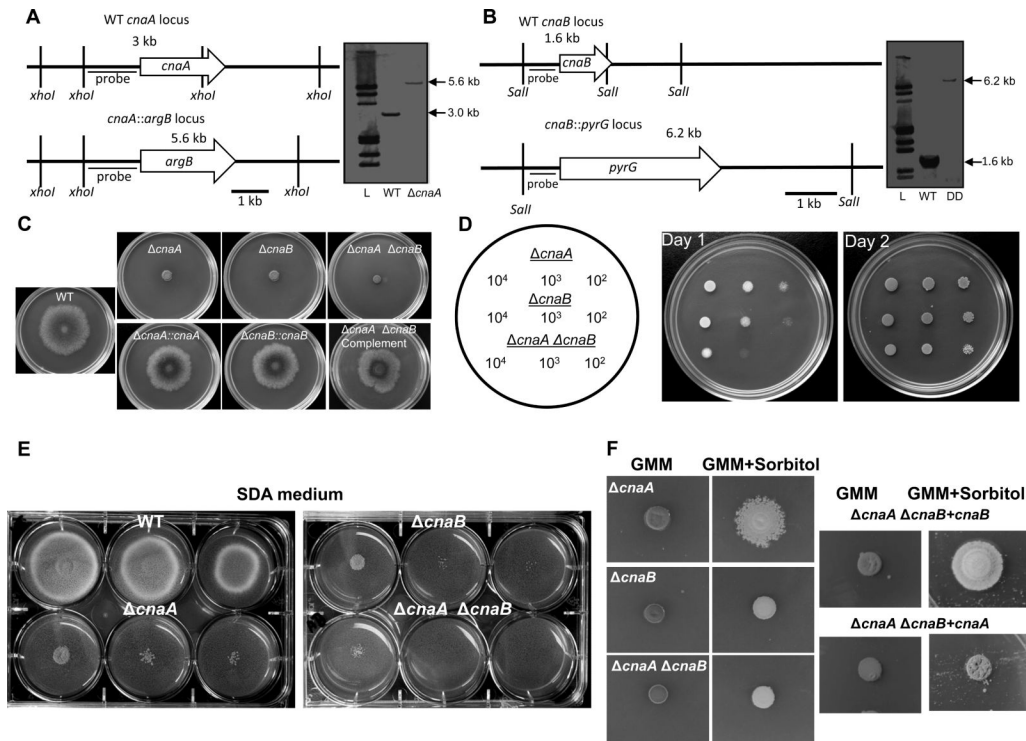 A
WT cnaA locus
3 kb
cnaA
probe
xhoI xhoI xhoI xhoI
cnaA::argB locus
5.6 kb
argB
probe
xhoI xhoI xhoI
1 kb
5.6 kb
3.0 kb
L WT ΔcnaA
B
WT cnaB locus
1.6 kb
cnaB
probe
SalI SalI SalI
cnaB::pyrG locus
6.2 kb
pyrG
probe
SalI SalI
1 kb
6.2 kb
1.6 kb
L WT DD
C
WT
ΔcnaA ΔcnaB ΔcnaA ΔcnaB
ΔcnaA::cnaA ΔcnaB::cnaB ΔcnaA ΔcnaB
Complement
D
ΔcnaA
10⁴ 10³ 10²
ΔcnaB
10⁴ 10³ 10²
ΔcnaA ΔcnaB
10⁴ 10³ 10²
Day 1
Day 2
E
SDA medium
WT
ΔcnaA
ΔcnaB
ΔcnaA ΔcnaB
F
GMM GMM+Sorbitol
ΔcnaA
ΔcnaB
ΔcnaA ΔcnaB
GMM GMM+Sorbitol
ΔcnaA ΔcnaB+cnaB
ΔcnaA ΔcnaB+cnaA